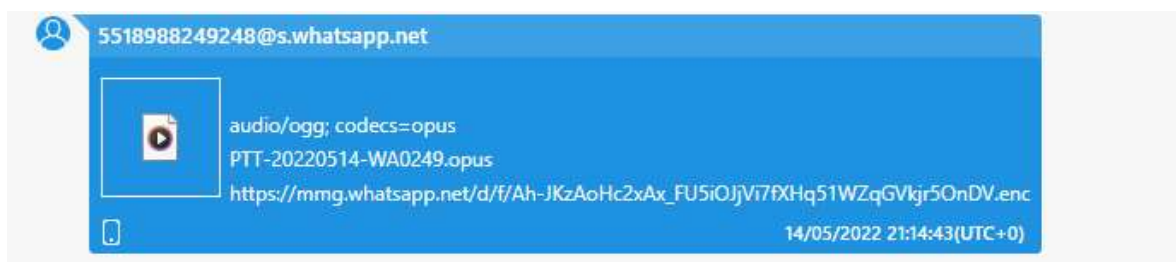 5518988249248@s.whatsapp.net
audio/ogg; codecs=opus
PTT-20220514-WA0249.opus
https://mmg.whatsapp.net/d/f/Ah-JKzAoHc2xAx_FU5iOJjVi7fXHq51WZqGVkjr5OnDV.enc
14/05/2022 21:14:43(UTC+0)